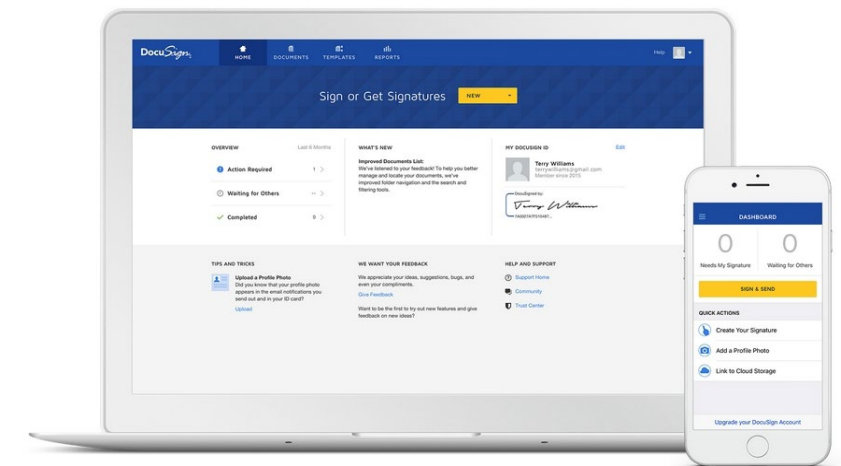 DocuSign
HOME
DOCUMENTS
TEMPLATES
REPORTS
Help
Sign or Get Signatures
NEW
OVERVIEW
Last 6 Months
Action Required
1
Waiting for Others
--
Completed
9
WHAT'S NEW
Improved Documents List:
We've listened to your feedback! To help you better
manage and locate your documents, we've
improved folder navigation and the search and
filtering tools.
MY DOCUSIGN ID
Edit
Terry Williams
terrywilliams@gmail.com
Member since 2015
DocuSigned by:
Terry Williams
TIPS AND TRICKS
Upload a Profile Photo
Did you know that your profile photo
appears in the email notifications you
send out and in your ID card?
Upload
WE WANT YOUR FEEDBACK
We appreciate your ideas, suggestions, bugs, and
even your compliments.
Give Feedback
Want to be the first to try out new features and give
feedback on new ideas?
HELP AND SUPPORT
Support Home
Community
Trust Center
DASHBOARD
0
Needs My Signature
0
Waiting for Others
SIGN & SEND
QUICK ACTIONS
Create Your Signature
Add a Profile Photo
Link to Cloud Storage
Upgrade your DocuSign Account